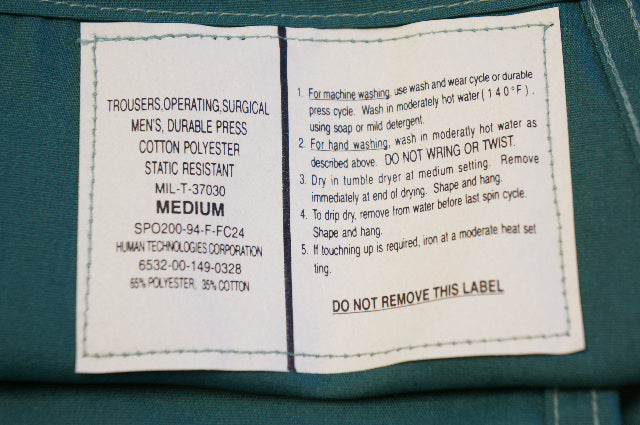 TROUSERS, OPERATING, SURGICAL
MEN'S, DURABLE PRESS
COTTON POLYESTER
STATIC RESISTANT
MIL-T-37030
MEDIUM
SPO200-94-F-FC24
HUMAN TECHNOLOGIES CORPORATION
6532-00-149-0328
65% POLYESTER, 35% COTTON
1. For machine washing, use wash and wear cycle or durable
press cycle. Wash in moderately hot water (140°F),
using soap or mild detergent.
2. For hand washing, wash in moderatly hot water as
described above. DO NOT WRING OR TWIST.
3. Dry in tumble dryer at medium setting. Remove
immediately at end of drying. Shape and hang.
4. To drip dry, remove from water before last spin cycle.
Shape and hang.
5. If touchning up is required, iron at a moderate heat set
ting.
DO NOT REMOVE THIS LABEL